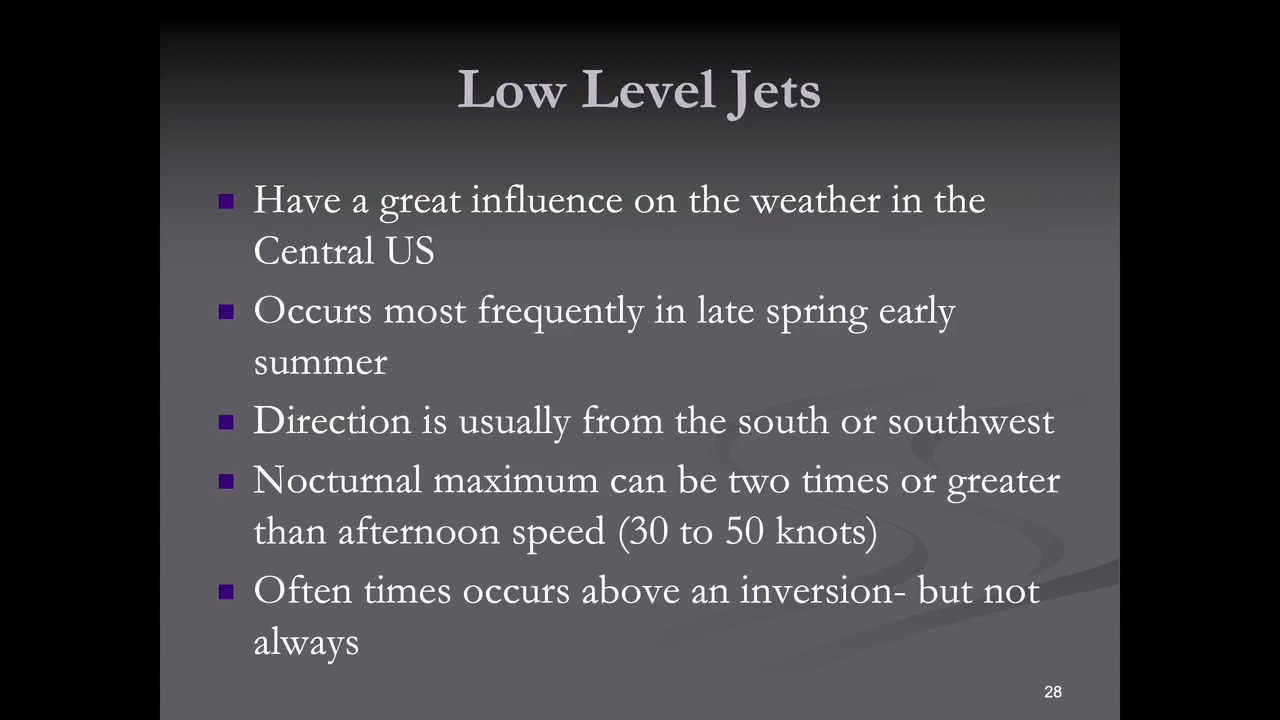 Low Level Jets
Have a great influence on the weather in the
Central US
Occurs most frequently in late spring early
summer
Direction is usually from the south or southwest
Nocturnal maximum can be two times or greater
than afternoon speed (30 to 50 knots)
Often times occurs above an inversion- but not
always
28